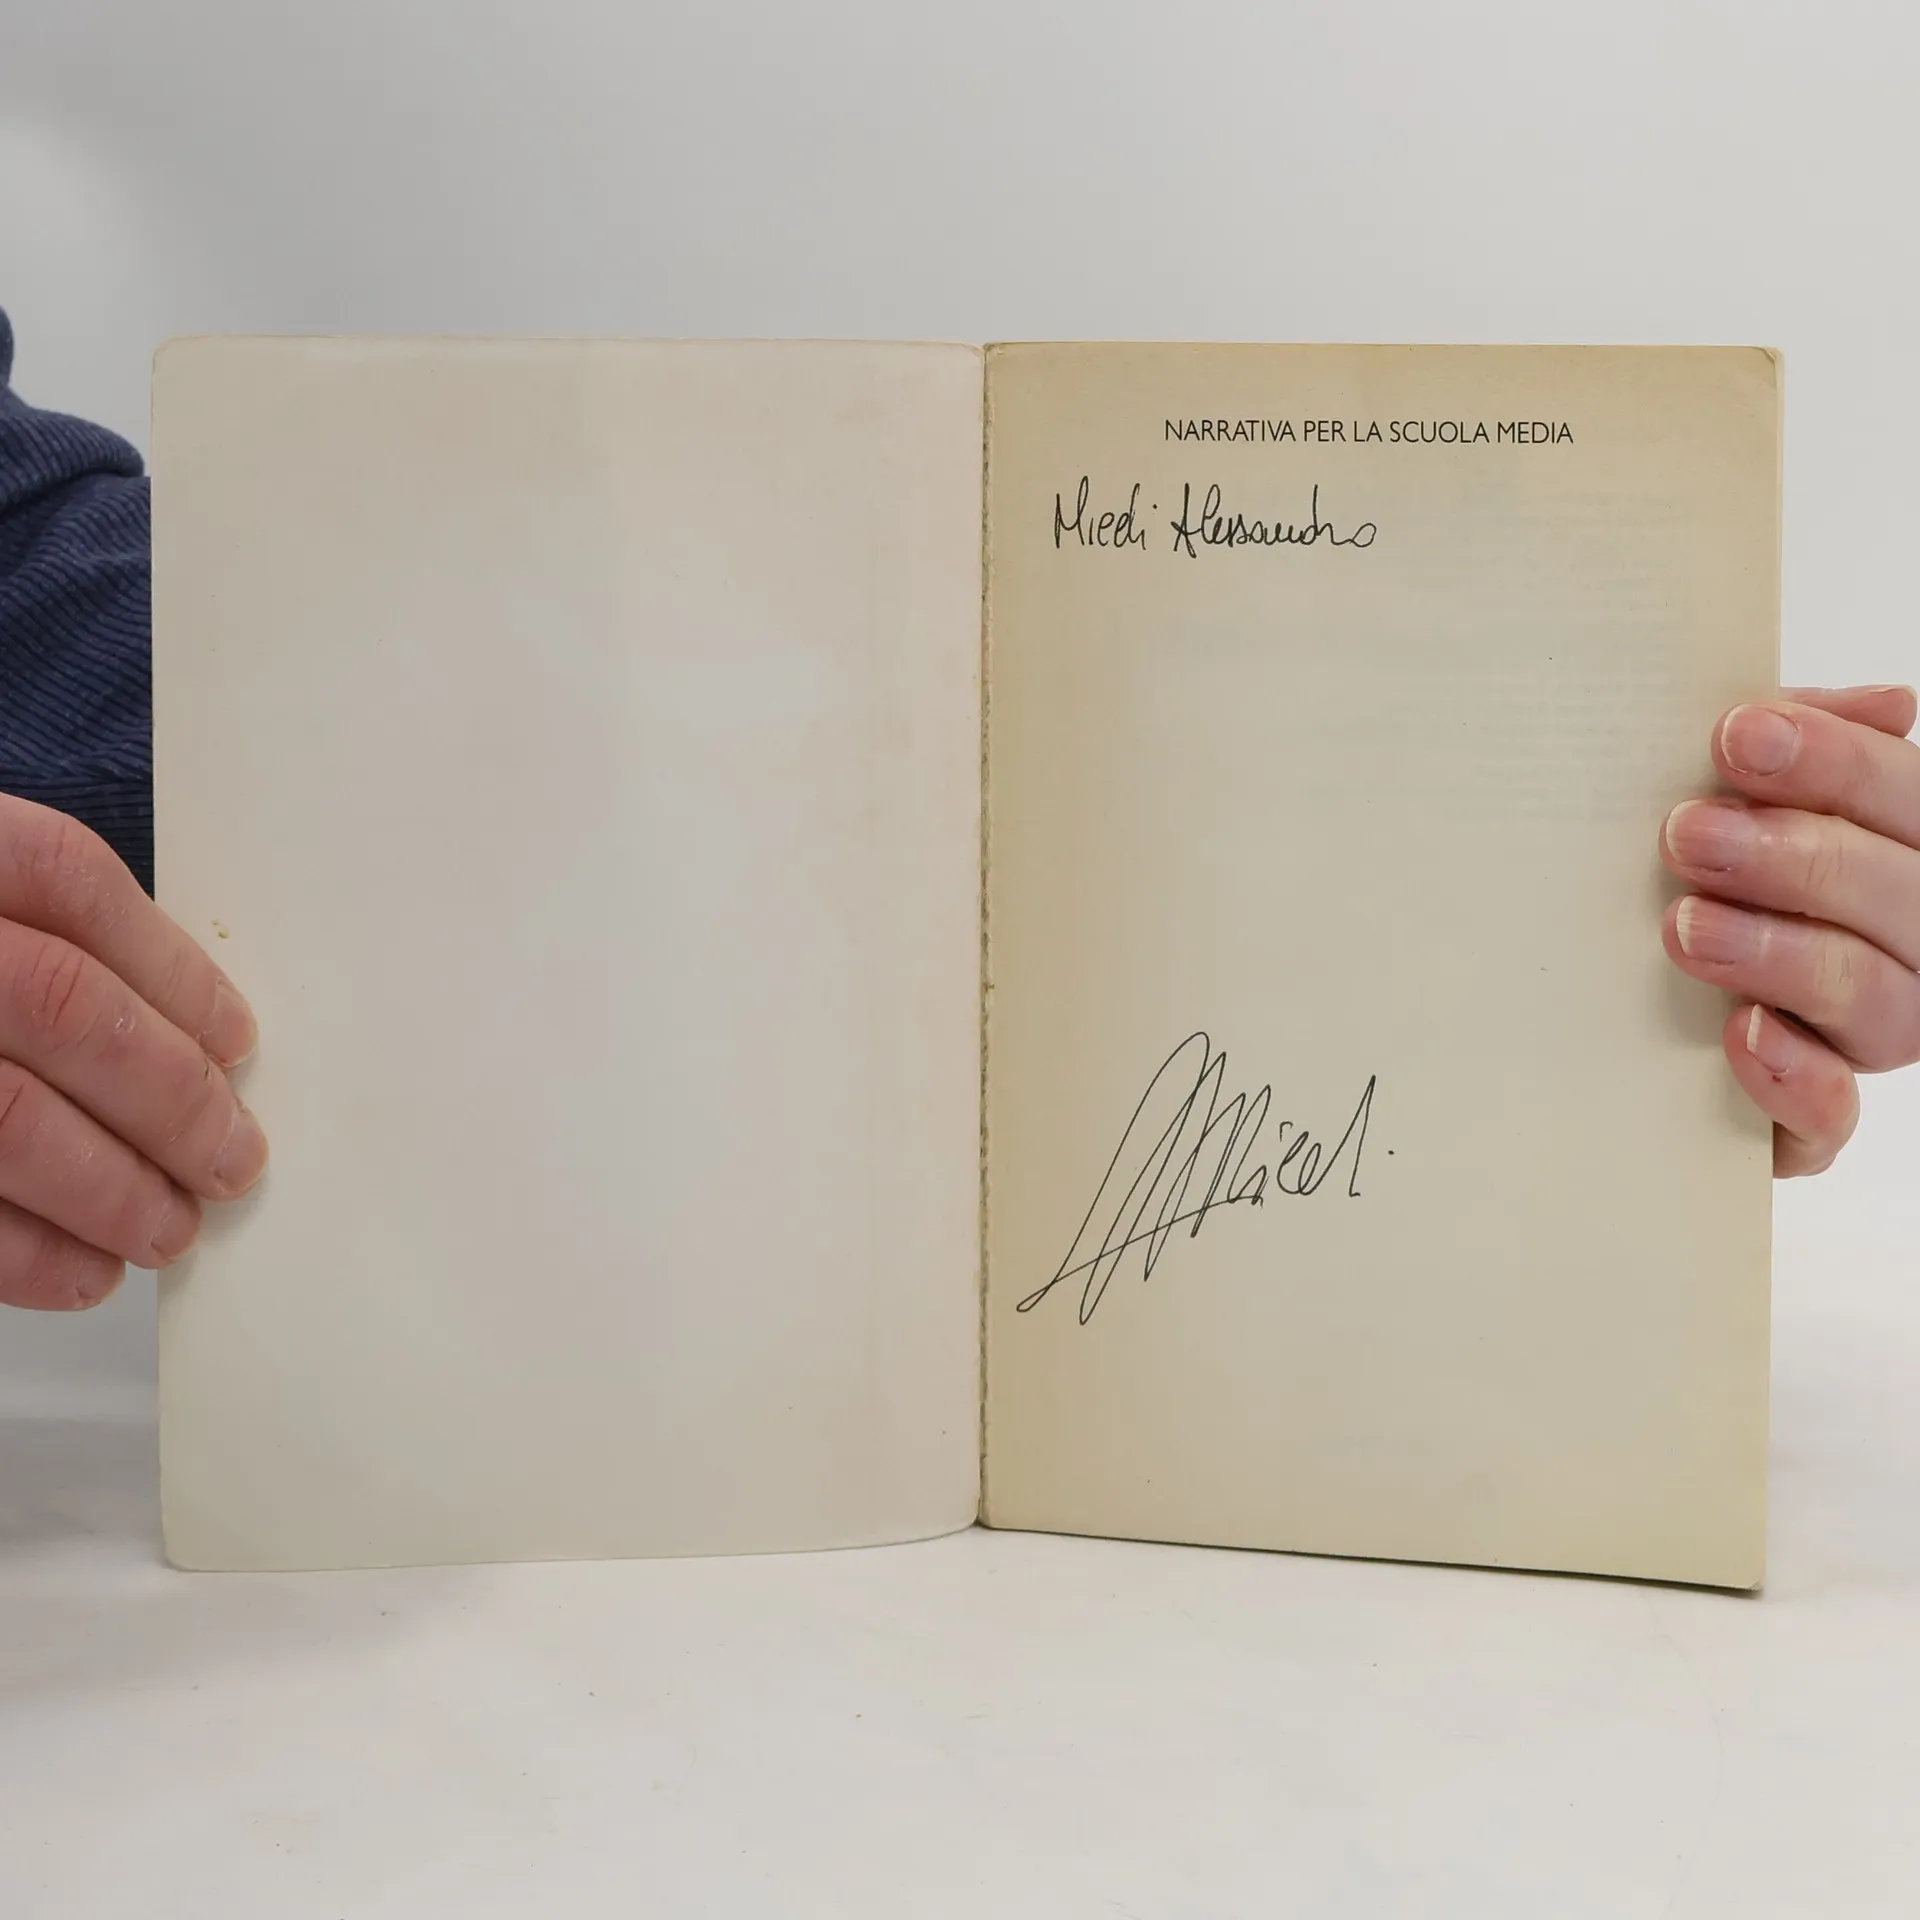 NARRATIVA PER LA SCUOLA MEDIA
Miedi Alessandro